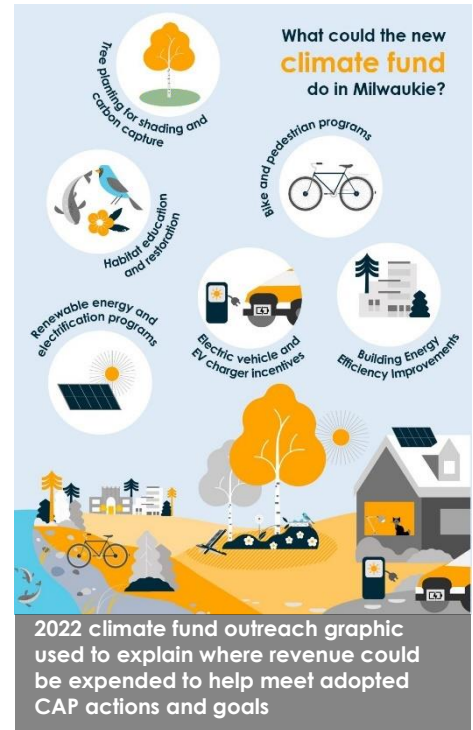 What could the new
climate fund
do in Milwaukie?
Tree planting for shading and
carbon capture
Bike and pedestrian programs
Habitat education
and restoration
Renewable energy and
electrification programs
Electric vehicle and
EV charger incentives
Building Energy
Efficiency Improvements
2022 climate fund outreach graphic
used to explain where revenue could
be expended to help meet adopted
CAP actions and goals